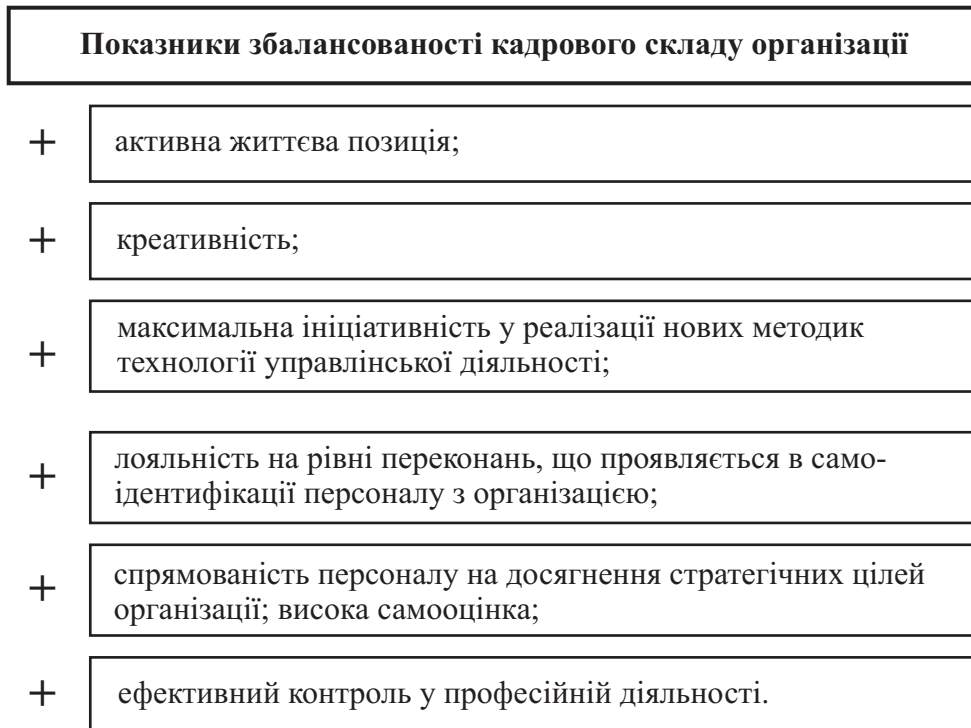 Показники збалансованості кадрового складу організації
+ активна життєва позиція;
+ креативність;
+ максимальна ініціативність у реалізації нових методик
технології управлінської діяльності;
+ лояльність на рівні переконань, що проявляється в само-
ідентифікації персоналу з організацією;
+ спрямованість персоналу на досягнення стратегічних цілей
організації; висока самооцінка;
+ ефективний контроль у професійній діяльності.